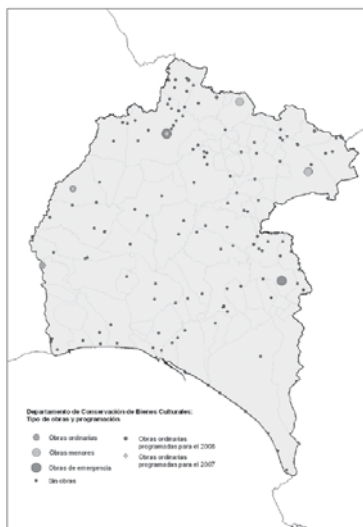 Departamento de Conservación de Bienes Culturales:
Tipo de obras y programación
Obras ordinarias
Obras menores
Obras de emergencia
Sin obras
Obras ordinarias
programadas para el 2006
Obras ordinarias
programadas para el 2007